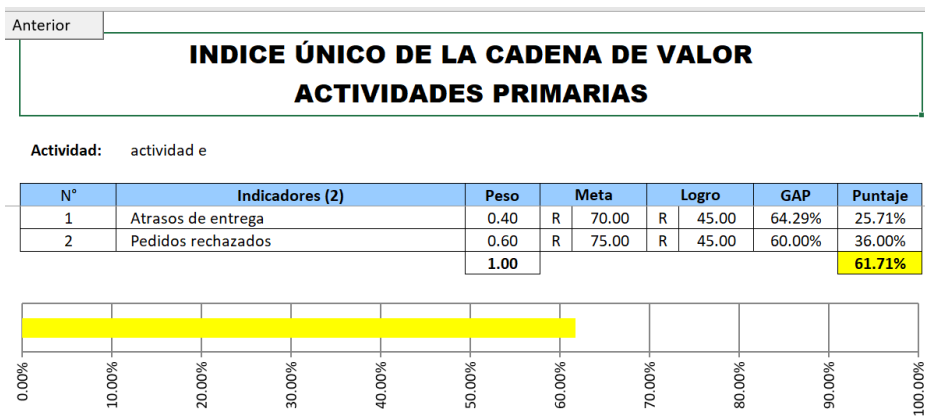 Anterior
INDICE ÚNICO DE LA CADENA DE VALOR
ACTIVIDADES PRIMARIAS
Actividad: actividad e
N° Indicadores (2) Peso Meta Logro GAP Puntaje
1 Atrasos de entrega 0.40 R 70.00 R 45.00 64.29% 25.71%
2 Pedidos rechazados 0.60 R 75.00 R 45.00 60.00% 36.00%
1.00 61.71%
0.00% 10.00% 20.00% 30.00% 40.00% 50.00% 60.00% 70.00% 80.00% 90.00% 100.00%